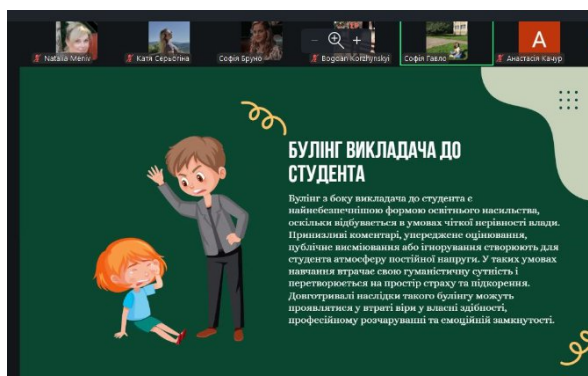 Natalia Meniv
Катя Серьогіна
Софія Бруно
Bogdan Korzhynskyi
Софія Гавло
А
Анастасія Качур
БУЛІНГ ВИКЛАДАЧА ДО
СТУДЕНТА
Булінг з боку викладача до студента є
найнебезпечнішою формою освітнього насильства,
оскільки відбувається в умовах чіткої нерівності влади.
Принизливі коментарі, упереджене оцінювання,
публічне висміювання або ігнорування створюють для
студента атмосферу постійної напруги. У таких умовах
навчання втрачає свою гуманістичну сутність і
перетворюється на простір страху та підкорення.
Довготривалі наслідки такого булінгу можуть
проявлятися у втраті віри у власні здібності,
професійному розчаруванні та емоційній замкнутості.